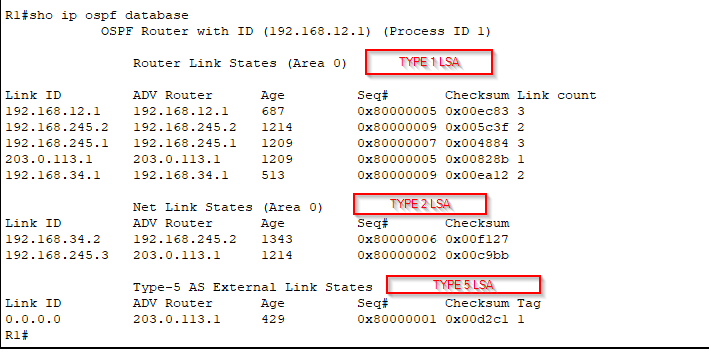 R1#sho ip ospf database
OSPF Router with ID (192.168.12.1) (Process ID 1)
Router Link States (Area 0) TYPE 1 LSA
Link ID ADV Router Age Seq# Checksum Link count
192.168.12.1 192.168.12.1 687 0x80000005 0x00ec83 3
192.168.245.2 192.168.245.2 1214 0x80000009 0x005c3f 2
192.168.245.1 192.168.245.1 1209 0x80000007 0x004884 3
203.0.113.1 203.0.113.1 1209 0x80000005 0x00828b 1
192.168.34.1 192.168.34.1 513 0x80000009 0x00ea12 2
Net Link States (Area 0) TYPE 2 LSA
Link ID ADV Router Age Seq# Checksum
192.168.34.2 192.168.245.2 1343 0x80000006 0x00f127
192.168.245.3 203.0.113.1 1214 0x80000002 0x00c9bb
Type-5 AS External Link States TYPE 5 LSA
Link ID ADV Router Age Seq# Checksum Tag
0.0.0.0 203.0.113.1 429 0x80000001 0x00d2c1 1
R1#